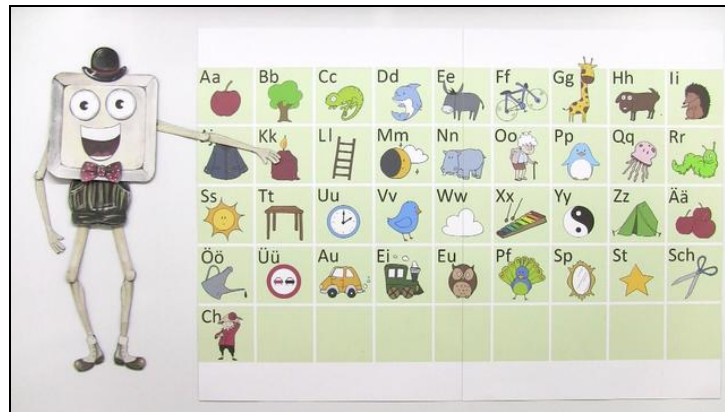 Aa Bb Cc Dd Ee Ff Gg Hh Ii
Jj Kk Ll Mm Nn Oo Pp Qq Rr
Ss Tt Uu Vv Ww Xx Yy Zz Ää
Öö Üü Au Ei Eu Pf Sp St Sch
Ch